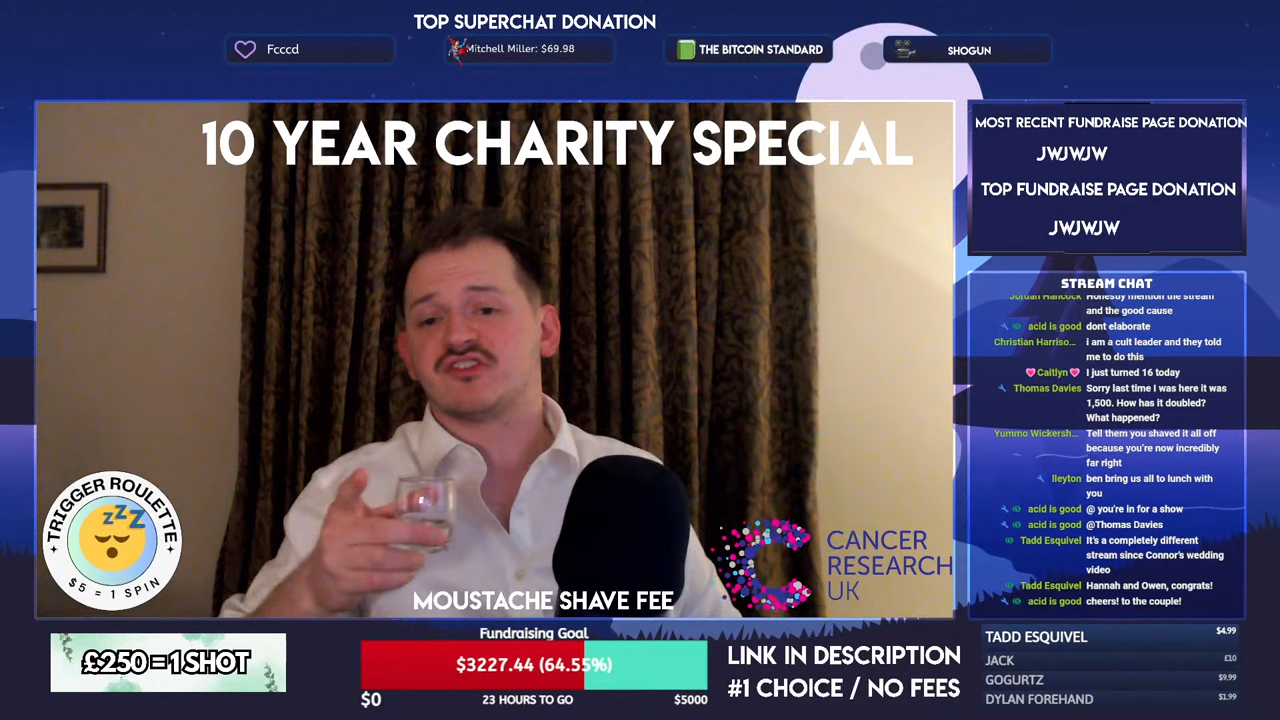 TOP SUPERCHAT DONATION
Fcccd
Mitchell Miller: $69.98
THE BITCOIN STANDARD
SHOGUN
10 YEAR CHARITY SPECIAL
MOST RECENT FUNDRAISE PAGE DONATION
JWJWJW
TOP FUNDRAISE PAGE DONATION
JWJWJW
STREAM CHAT
Jordan Hancock Honestly mention the stream
and the good cause
acid is good dont elaborate
Christian Harriso... i am a cult leader and they told
me to do this
Caitlyn I just turned 16 today
Thomas Davies Sorry last time I was here it was
1,500. How has it doubled?
What happened?
Yummo Wickersh... Tell them you shaved it all off
because you're now incredibly
far right
lleyton ben bring us all to lunch with
you
acid is good @ you're in for a show
acid is good @Thomas Davies
Tadd Esquivel It's a completely different
stream since Connor's wedding
video
Tadd Esquivel Hannah and Owen, congrats!
acid is good cheers! to the couple!
TRIGGER ROULETTE
zzz
$5 = 1 SPIN
CANCER
RESEARCH
UK
MOUSTACHE SHAVE FEE
£250 = 1 SHOT
Fundraising Goal
$3227.44 (64.55%)
$0
23 HOURS TO GO
$5000
LINK IN DESCRIPTION
#1 CHOICE / NO FEES
TADD ESQUIVEL $4.99
JACK £10
GOGURTZ $9.99
DYLAN FOREHAND $1.99